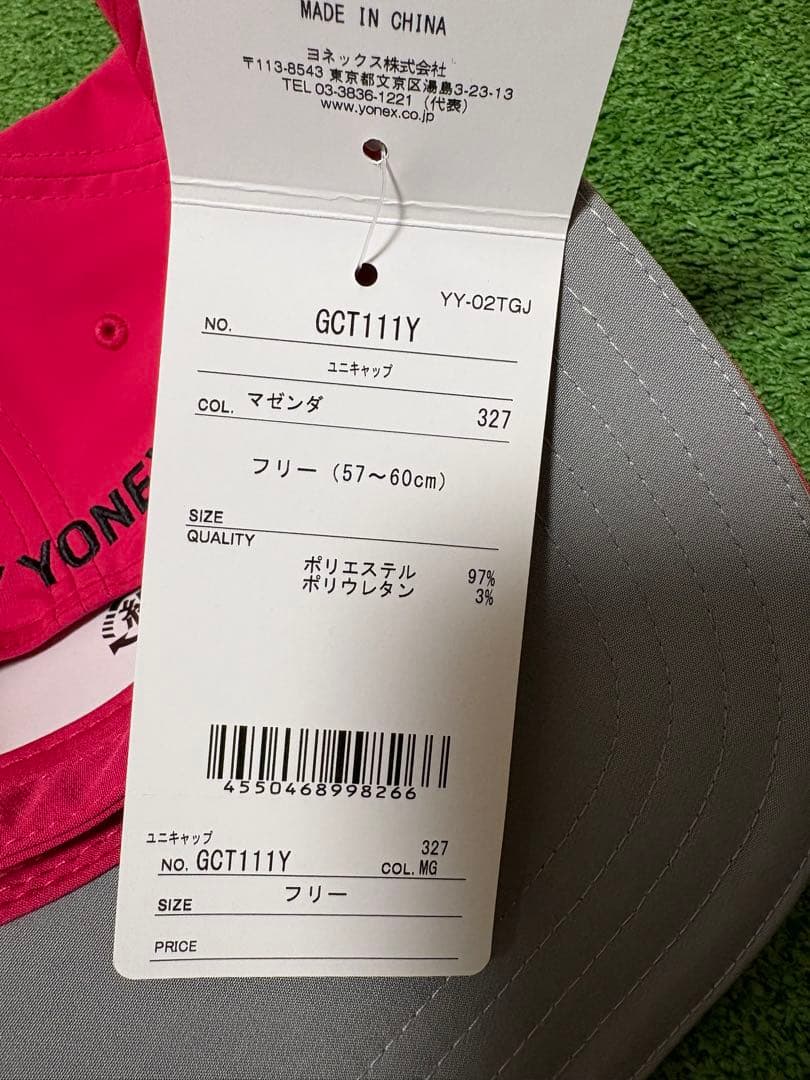 MADE IN CHINA
ヨネックス株式会社
〒113-8543 東京都文京区湯島3-23-13
TEL 03-3836-1221 (代表)
www.yonex.co.jp
YY-02TGJ
NO. GCT111Y
ユニキャップ
COL. マゼンダ 327
フリー (57〜60cm)
SIZE
QUALITY
ポリエステル 97%
ポリウレタン 3%
4550468998266
ユニキャップ 327
NO. GCT111Y COL. MG
SIZE フリー
PRICE
YONEX